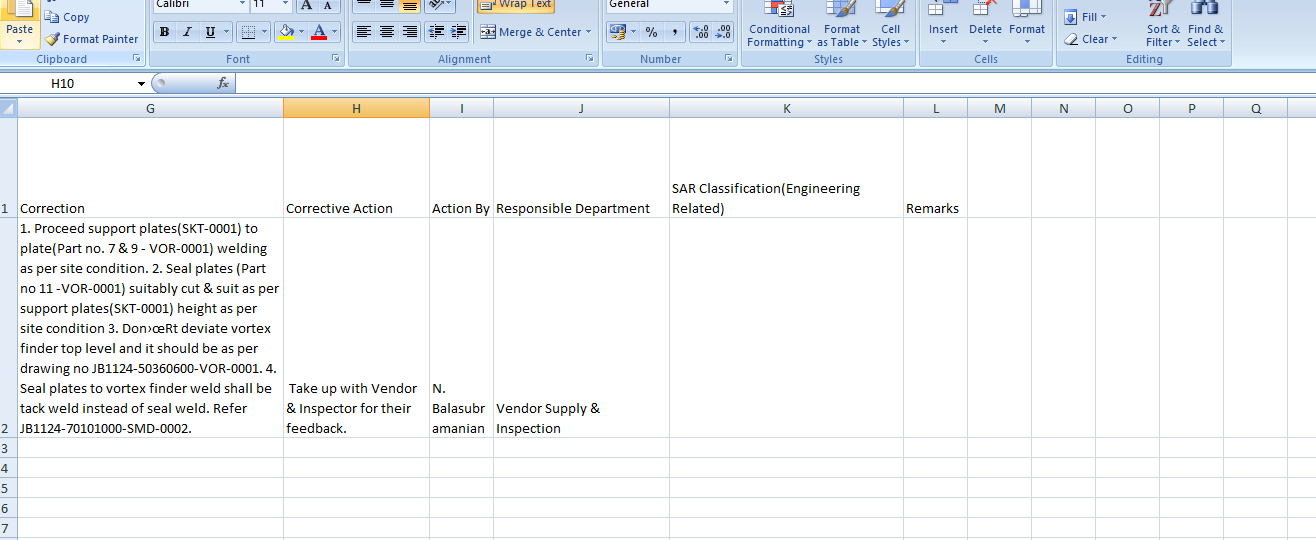 Calibri 11 A A Wrap Text General
Paste Copy Format Painter B I U A Merge & Center % , Conditional Formatting Format as Table Cell Styles Insert Delete Format Fill Clear Sort & Filter Find & Select
Clipboard Font Alignment Number Styles Cells Editing
H10 fx
G H I J K L M N O P Q
1 Correction
Corrective Action
Action By
Responsible Department
SAR Classification(Engineering
Related)
Remarks
2
1. Proceed support plates(SKT-0001) to
plate(Part no. 7 & 9 - VOR-0001) welding
as per site condition. 2. Seal plates (Part
no 11 -VOR-0001) suitably cut & suit as per
support plates(SKT-0001) height as per
site condition 3. Don›œRt deviate vortex
finder top level and it should be as per
drawing no JB1124-50360600-VOR-0001. 4.
Seal plates to vortex finder weld shall be
tack weld instead of seal weld. Refer
JB1124-70101000-SMD-0002.
Take up with Vendor
& Inspector for their
feedback.
N.
Balasubr
amanian
Vendor Supply &
Inspection
3
4
5
6
7